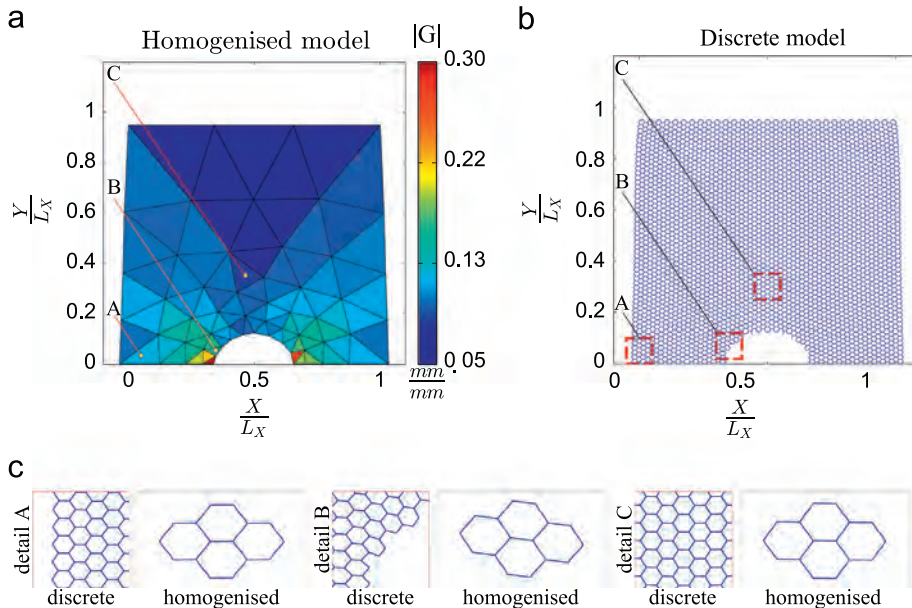 a
Homogenised model
|G|
C
B
A
1
0.8
0.6
0.4
0.2
0
Y
L_X
0
0.5
1
X
L_X
0.30
0.22
0.13
0.05
mm
mm
b
Discrete model
C
B
A
1
0.8
0.6
0.4
0.2
0
Y
L_X
0
0.5
1
X
L_X
c
detail A
discrete
homogenised
detail B
discrete
homogenised
detail C
discrete
homogenised